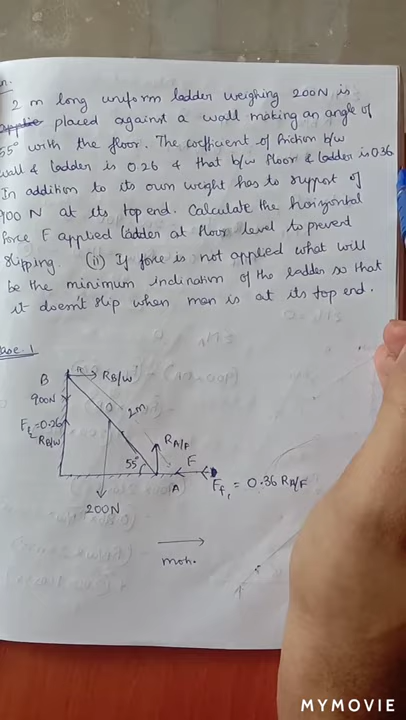 2 m long uniform ladder weighing 200N is
placed against a wall making an angle of
55° with the floor. The coefficient of friction b/w
wall & ladder is 0.26 & that b/w floor & ladder is 0.36
In addition to its own weight has to support of
900 N at its top end. Calculate the horizontal
force F applied ladder at floor level to prevent
slipping. (ii) If force is not applied what will
be the minimum inclination of the ladder so that
it doesn't slip when man is at its top end.
ase.1
B
RB/W
900N
2m
RB/W
RA/F
55°
F
A
Ff1 = 0.36 RA/F
200N
moh.
MYMOVIE